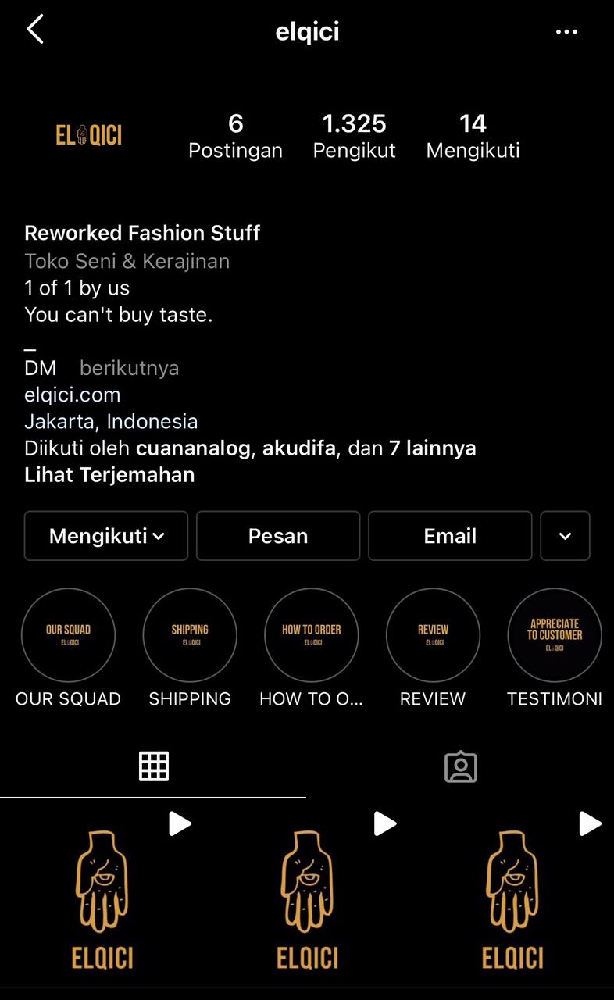 elqici
ELQICI
6 1.325 14
Postingan Pengikut Mengikuti
Reworked Fashion Stuff
Toko Seni & Kerajinan
1 of 1 by us
You can't buy taste.
_
DM berikutnya
elqici.com
Jakarta, Indonesia
Diikuti oleh cuananalog, akudifa, dan 7 lainnya
Lihat Terjemahan
Mengikuti Pesan Email
OUR SQUAD
ELQICI
SHIPPING
ELQICI
HOW TO ORDER
ELQICI
REVIEW
ELQICI
APPRECIATE
TO CUSTOMER
ELQICI
OUR SQUAD SHIPPING HOW TO O... REVIEW TESTIMONI
ELQICI ELQICI ELQICI